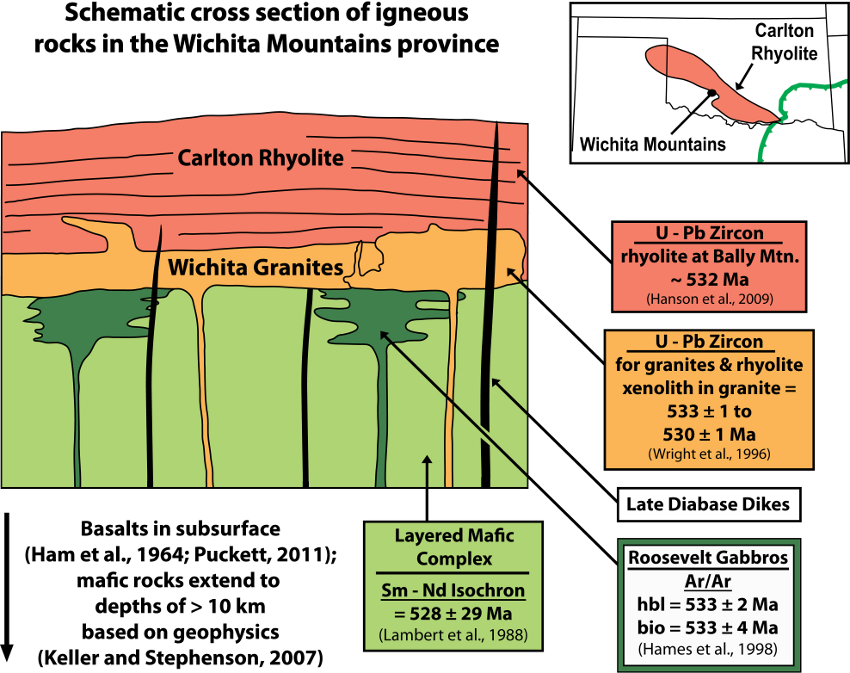 Schematic cross section of igneous
rocks in the Wichita Mountains province
Carlton
Rhyolite
Wichita Mountains
Carlton Rhyolite
Wichita Granites
U - Pb Zircon
rhyolite at Bally Mtn.
~ 532 Ma
(Hanson et al., 2009)
U - Pb Zircon
for granites & rhyolite
xenolith in granite =
533 ± 1 to
530 ± 1 Ma
(Wright et al., 1996)
Late Diabase Dikes
Roosevelt Gabbros
Ar/Ar
hbl = 533 ± 2 Ma
bio = 533 ± 4 Ma
(Hames et al., 1998)
Layered Mafic
Complex
Sm - Nd Isochron
= 528 ± 29 Ma
(Lambert et al., 1988)
Basalts in subsurface
(Ham et al., 1964; Puckett, 2011);
mafic rocks extend to
depths of > 10 km
based on geophysics
(Keller and Stephenson, 2007)